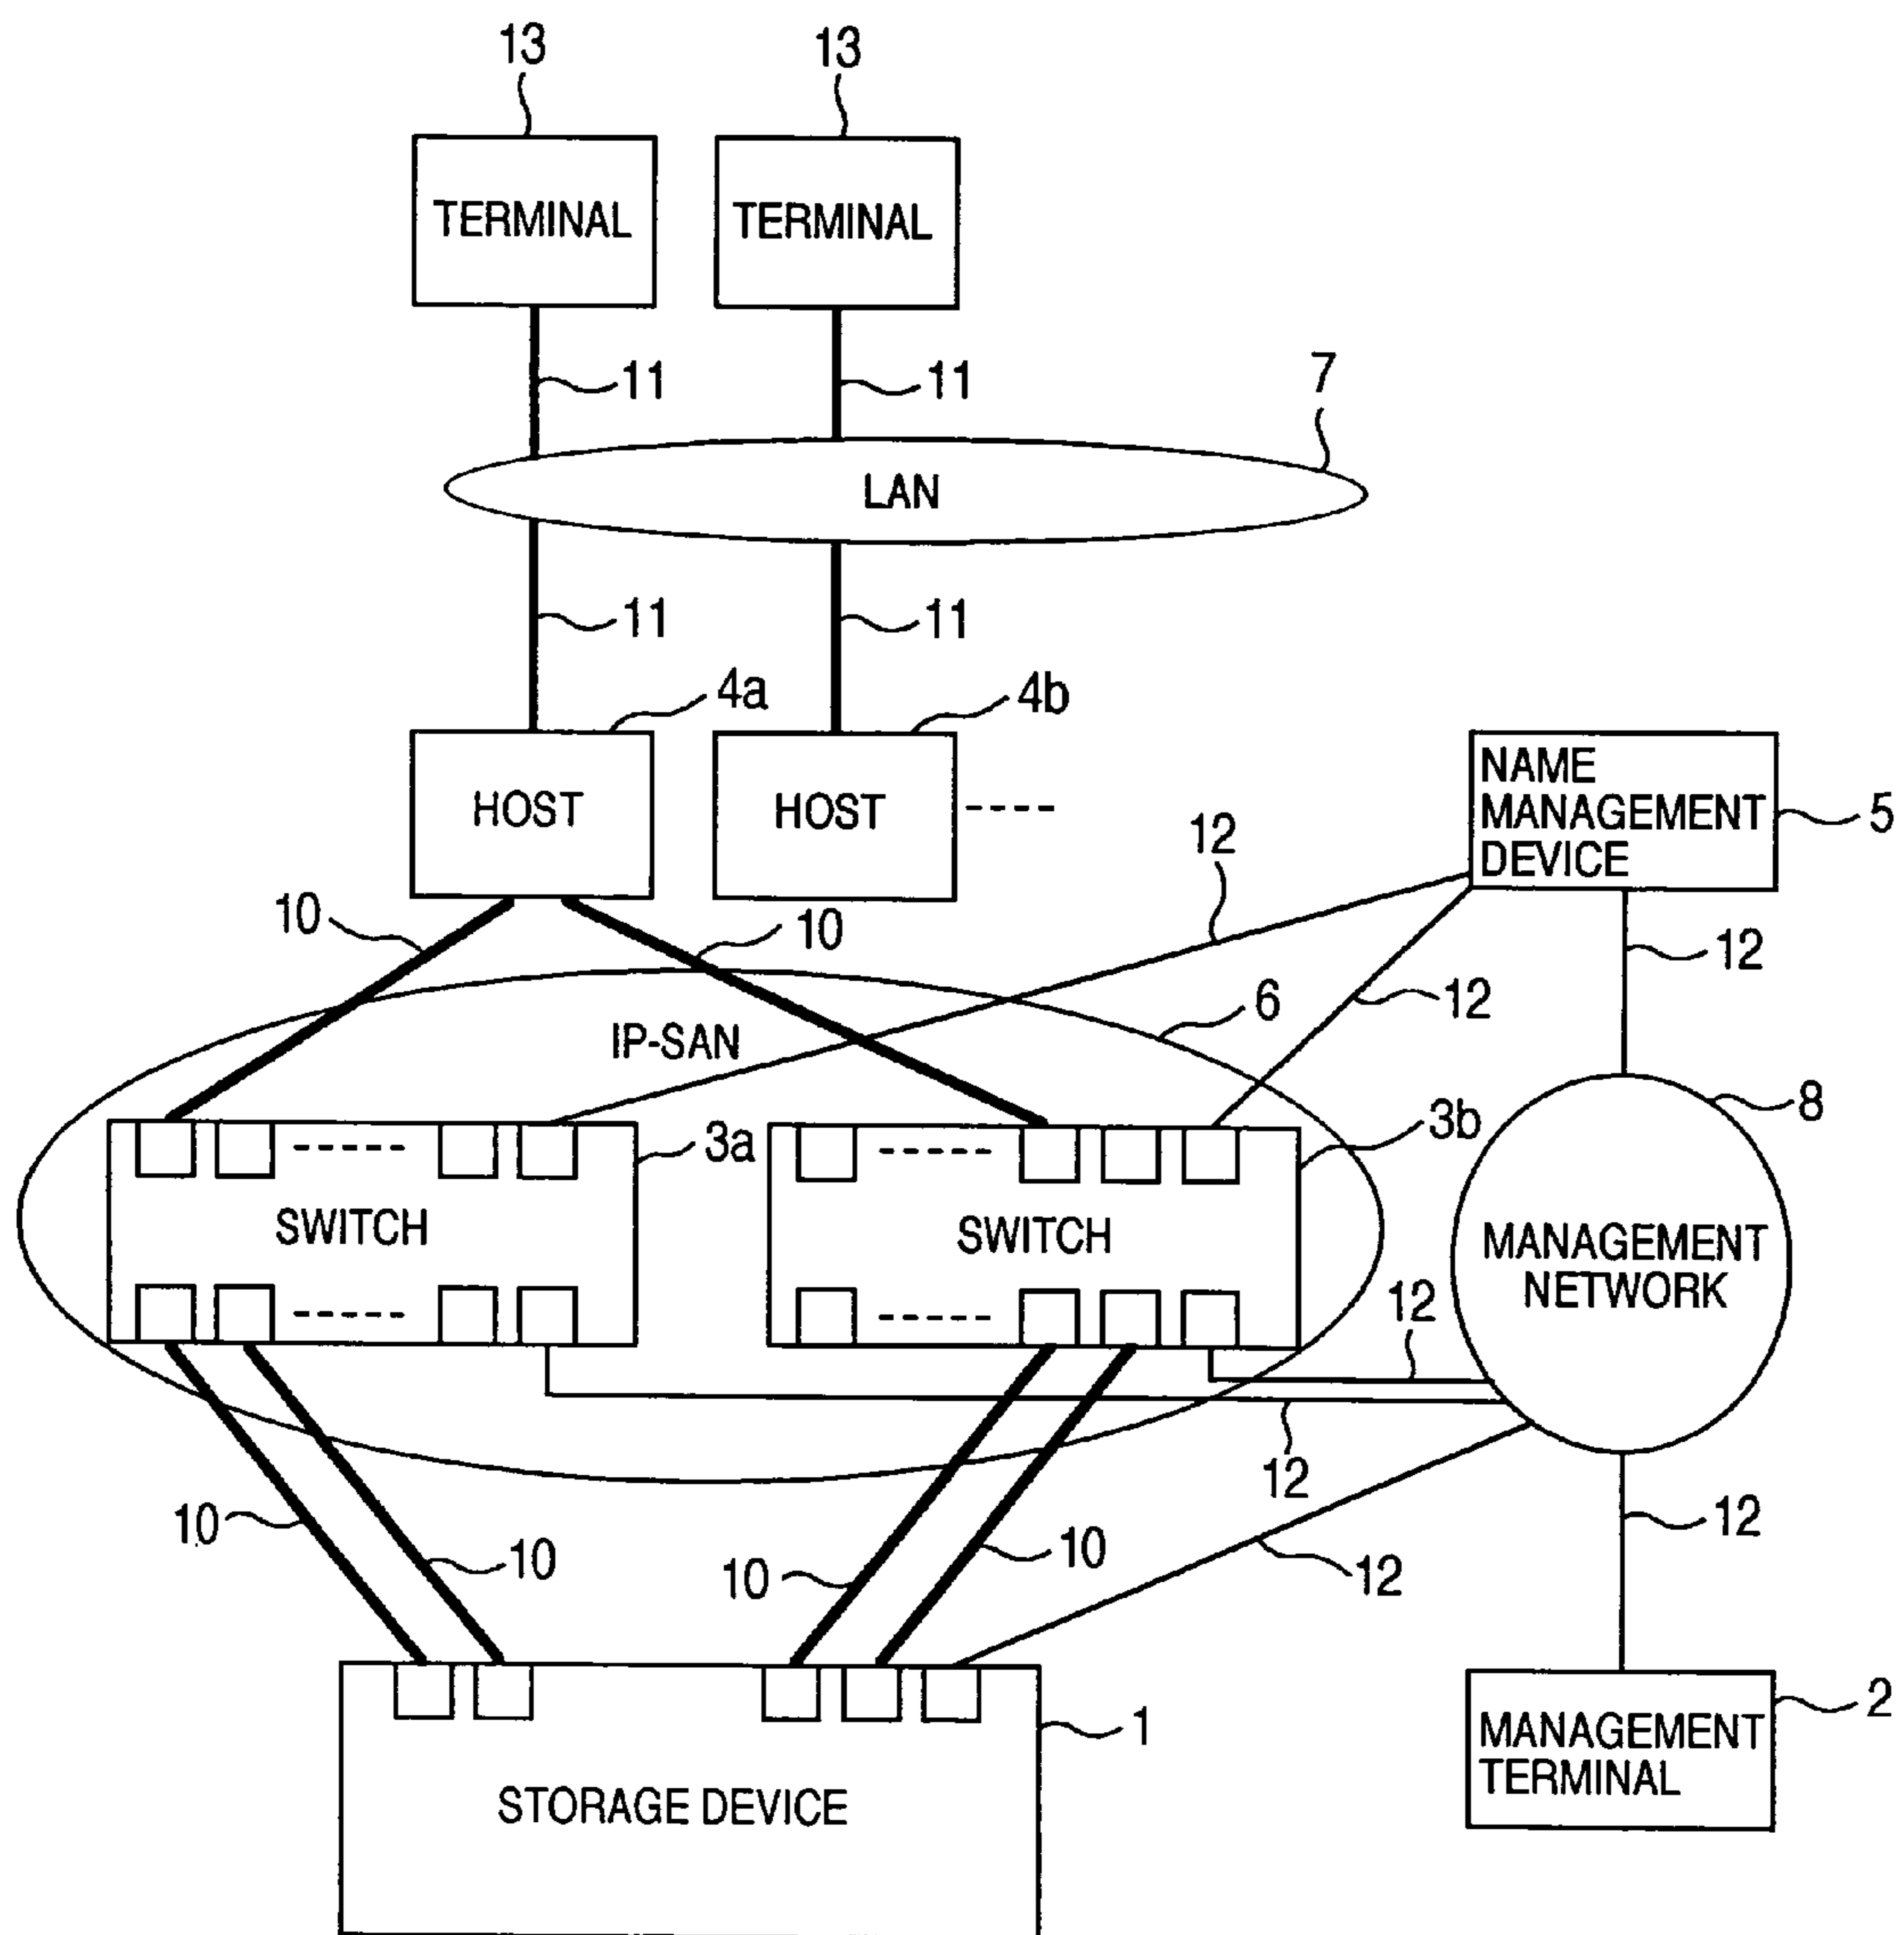 13
13
TERMINAL
TERMINAL
11
11
7
LAN
11
11
4a
4b
HOST
HOST
NAME
MANAGEMENT
DEVICE
5
12
10
10
12
12
6
IP-SAN
8
3a
3b
SWITCH
SWITCH
MANAGEMENT
NETWORK
12
12
10
10
10
10
12
12
1
2
MANAGEMENT
TERMINAL
STORAGE DEVICE